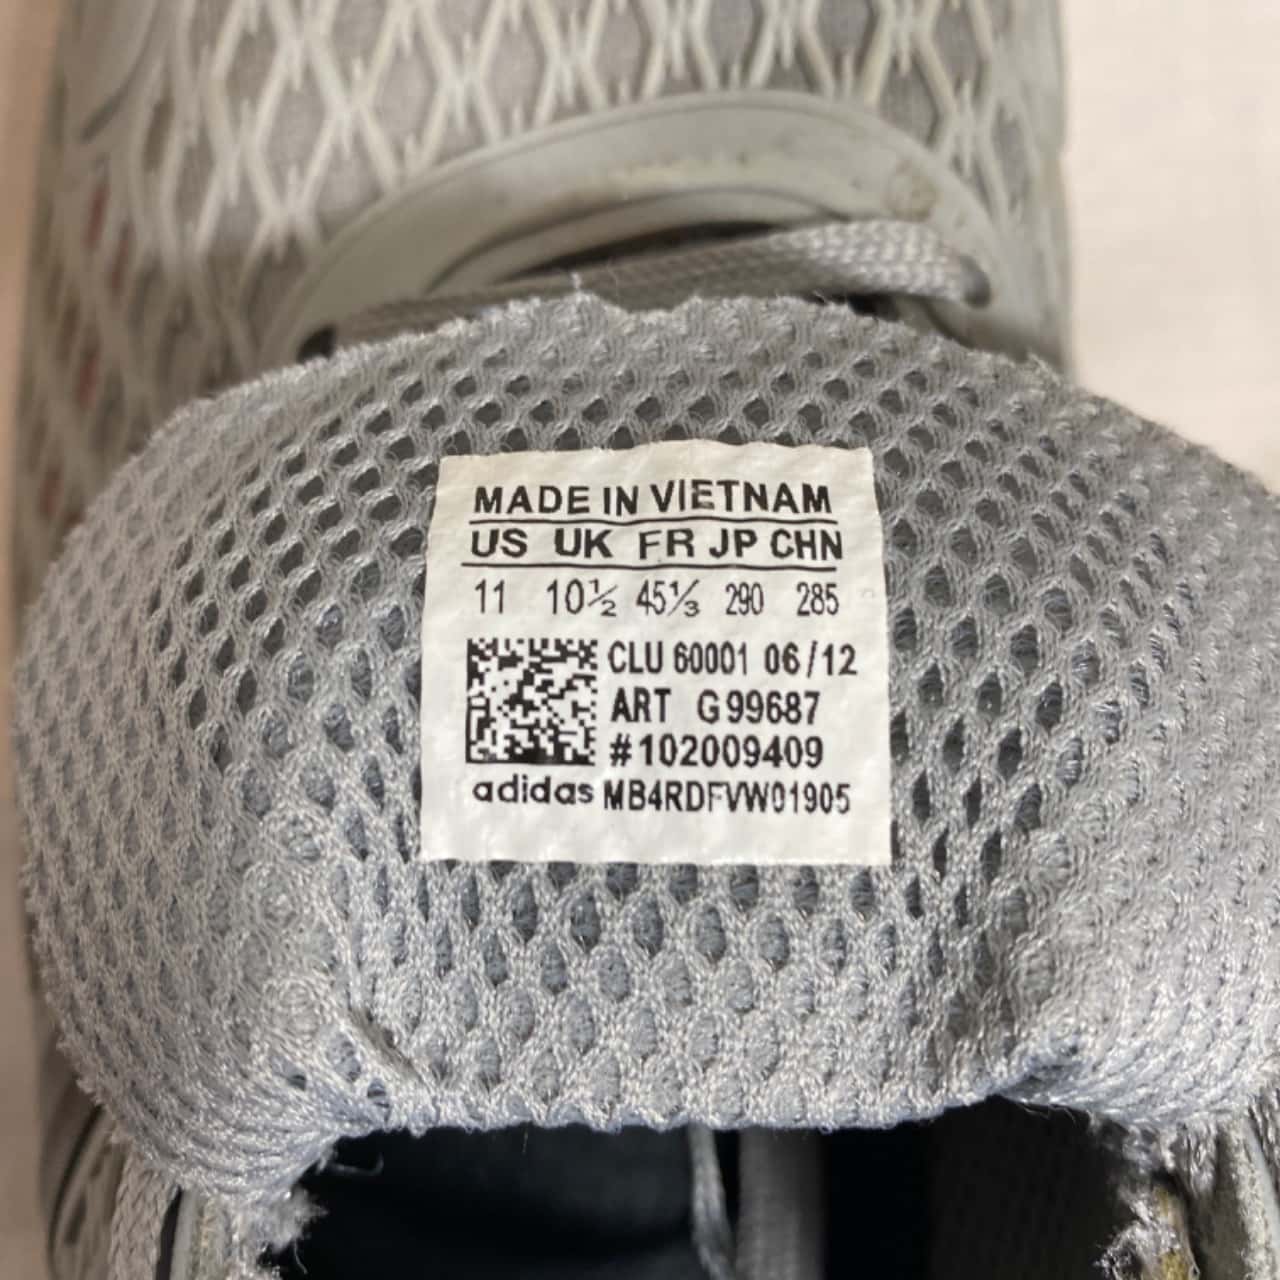 MADE IN VIETNAM
US UK FR JP CHN
11 10½ 45⅓ 290 285
CLU 60001 06/12
ART G99687
#102009409
adidas MB4RDFVW01905